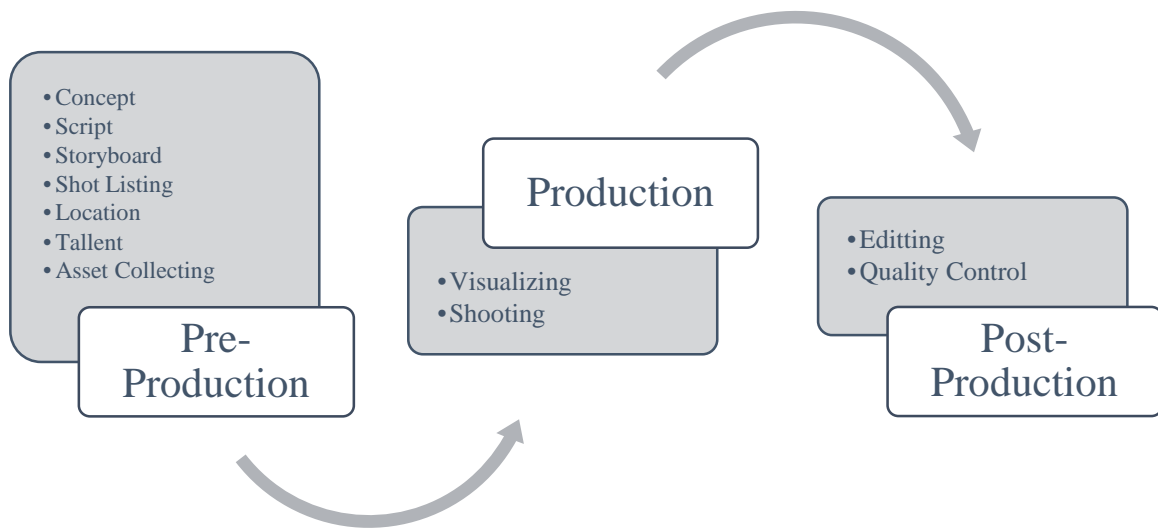 • Concept
• Script
• Storyboard
• Shot Listing
• Location
• Tallent
• Asset Collecting
Pre-
Production
Production
• Visualizing
• Shooting
• Editting
• Quality Control
Post-
Production